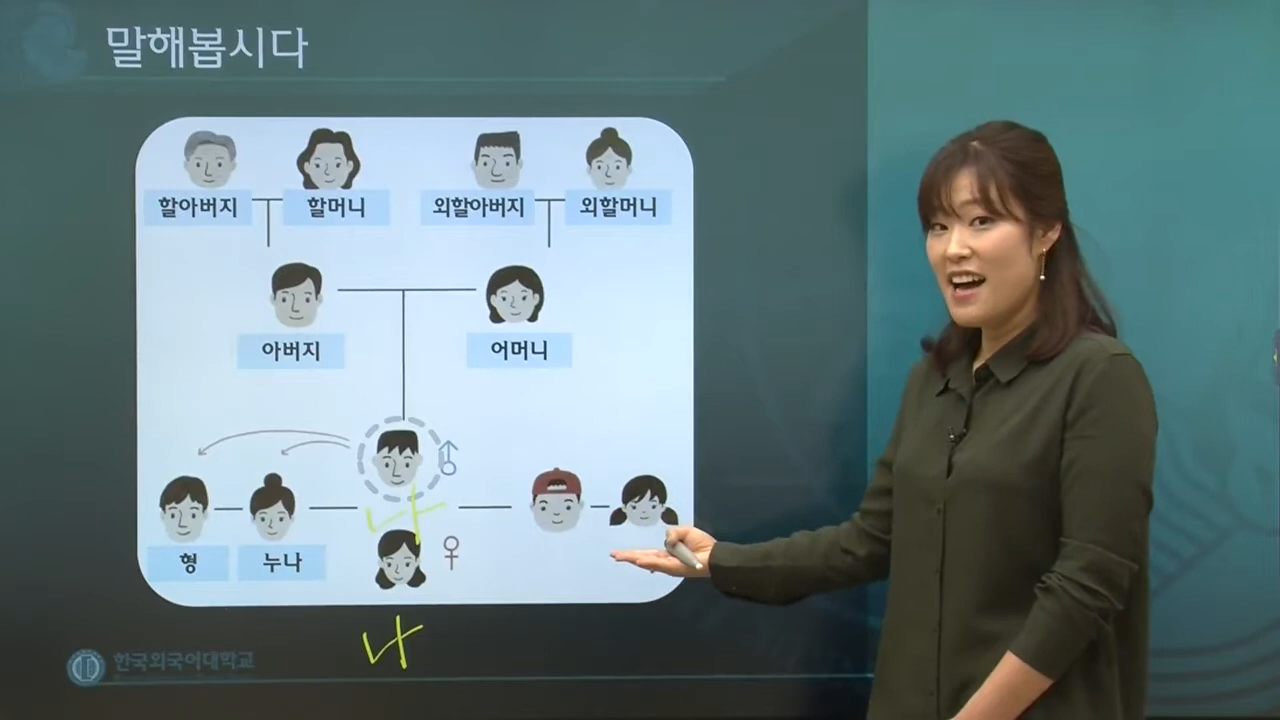 말해봅시다
할아버지 할머니 외할아버지 외할머니
아버지 어머니
♂
나
형 누나 ♀
나
한국외국어대학교